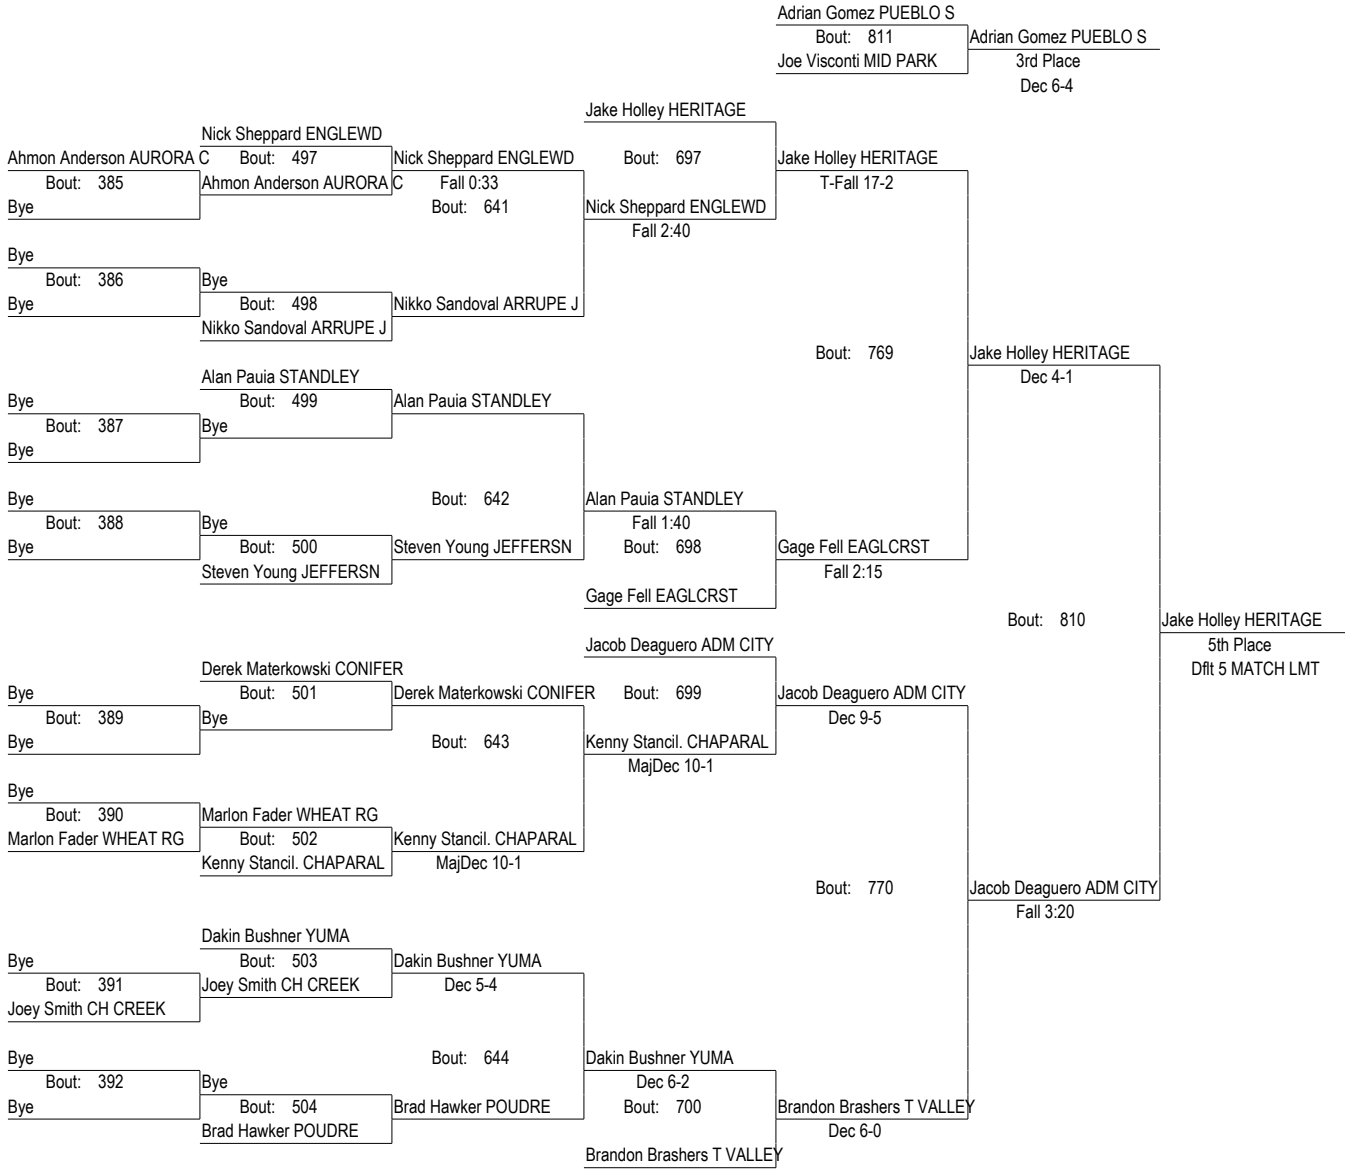 Adrian Gomez PUEBLO S
Bout: 811 Adrian Gomez PUEBLO S
Joe Visconti MID PARK 3rd Place
Dec 6-4
Jake Holley HERITAGE
Nick Sheppard ENGLEWD
Ahmon Anderson AURORA C Bout: 497 Nick Sheppard ENGLEWD Bout: 697 Jake Holley HERITAGE
Bout: 385 Ahmon Anderson AURORA C Fall 0:33 T-Fall 17-2
Bye Bout: 641 Nick Sheppard ENGLEWD
Fall 2:40
Bye
Bout: 386 Bye
Bye Bout: 498 Nikko Sandoval ARRUPE J
Nikko Sandoval ARRUPE J
Bout: 769 Jake Holley HERITAGE
Alan Pauia STANDLEY Dec 4-1
Bye Bout: 499 Alan Pauia STANDLEY
Bout: 387 Bye
Bye
Bye Bout: 642 Alan Pauia STANDLEY
Bout: 388 Bye Fall 1:40
Bye Bout: 500 Steven Young JEFFERSN Bout: 698 Gage Fell EAGLCRST
Steven Young JEFFERSN Fall 2:15
Gage Fell EAGLCRST
Bout: 810 Jake Holley HERITAGE
Jacob Deaguero ADM CITY 5th Place
Derek Materkowski CONIFER Dflt 5 MATCH LMT
Bye Bout: 501 Derek Materkowski CONIFER Bout: 699 Jacob Deaguero ADM CITY
Bout: 389 Bye Dec 9-5
Bye Bout: 643 Kenny Stancil. CHAPARAL
MajDec 10-1
Bye
Bout: 390 Marlon Fader WHEAT RG
Marlon Fader WHEAT RG Bout: 502 Kenny Stancil. CHAPARAL
Kenny Stancil. CHAPARAL MajDec 10-1
Bout: 770 Jacob Deaguero ADM CITY
Fall 3:20
Dakin Bushner YUMA
Bye Bout: 503 Dakin Bushner YUMA
Bout: 391 Joey Smith CH CREEK Dec 5-4
Joey Smith CH CREEK
Bye Bout: 644 Dakin Bushner YUMA
Bout: 392 Bye Dec 6-2
Bye Bout: 504 Brad Hawker POUDRE Bout: 700 Brandon Brashers T VALLEY
Brad Hawker POUDRE Dec 6-0
Brandon Brashers T VALLEY